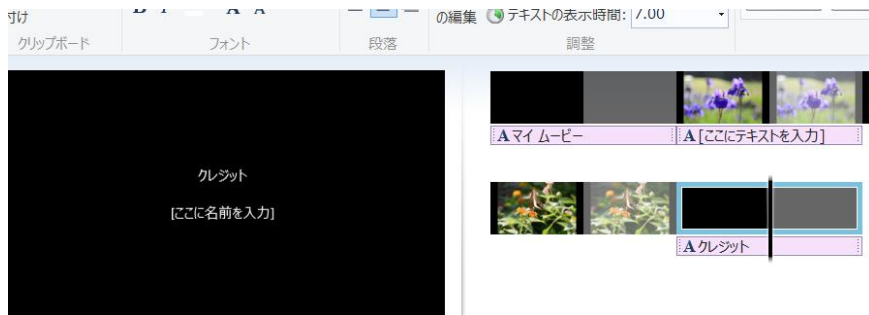 付け
の編集
テキストの表示時間: 7.00
クリップボード
フォント
段落
調整
クレジット
[ここに名前を入力]
A マイ ムービー
A [ここにテキストを入力]
A クレジット